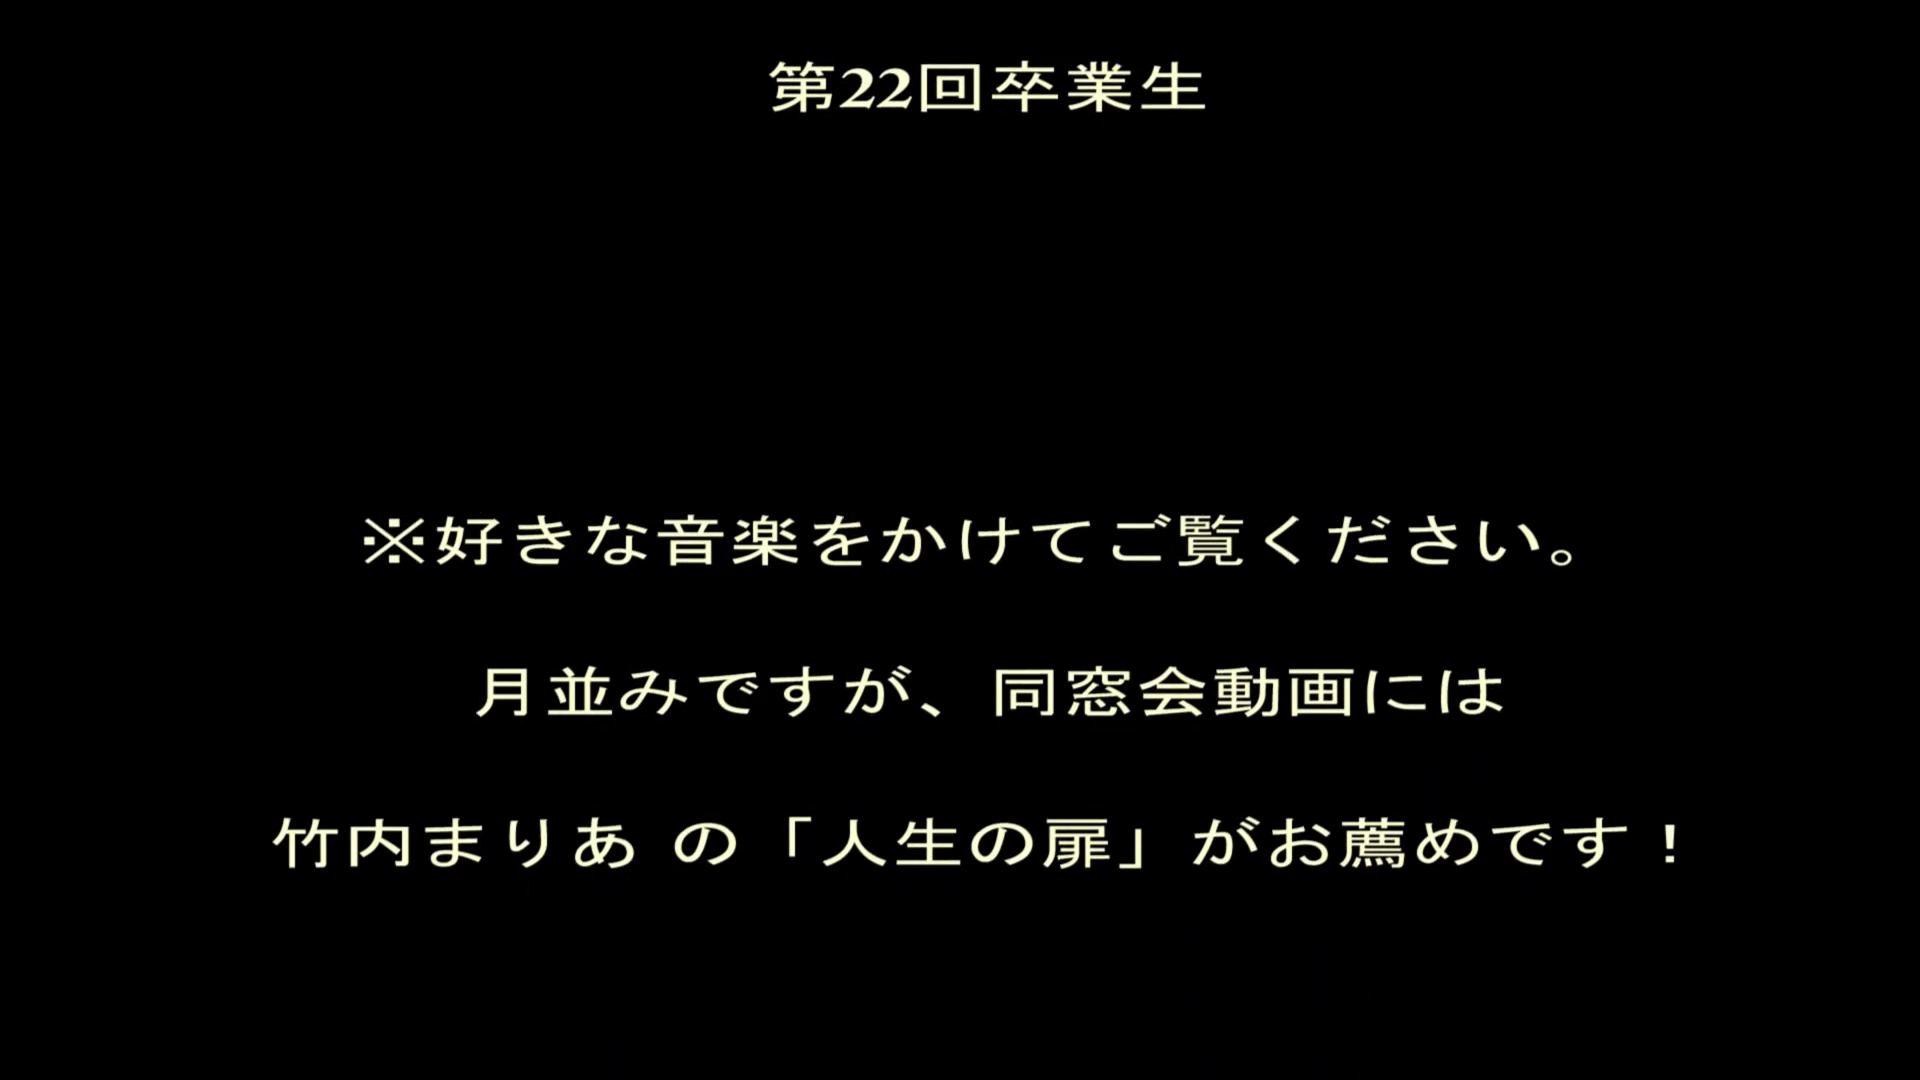 第22回卒業生
※好きな音楽をかけてご覧ください。
月並みですが、同窓会動画には
竹内まりあ の「人生の扉」がお薦めです！